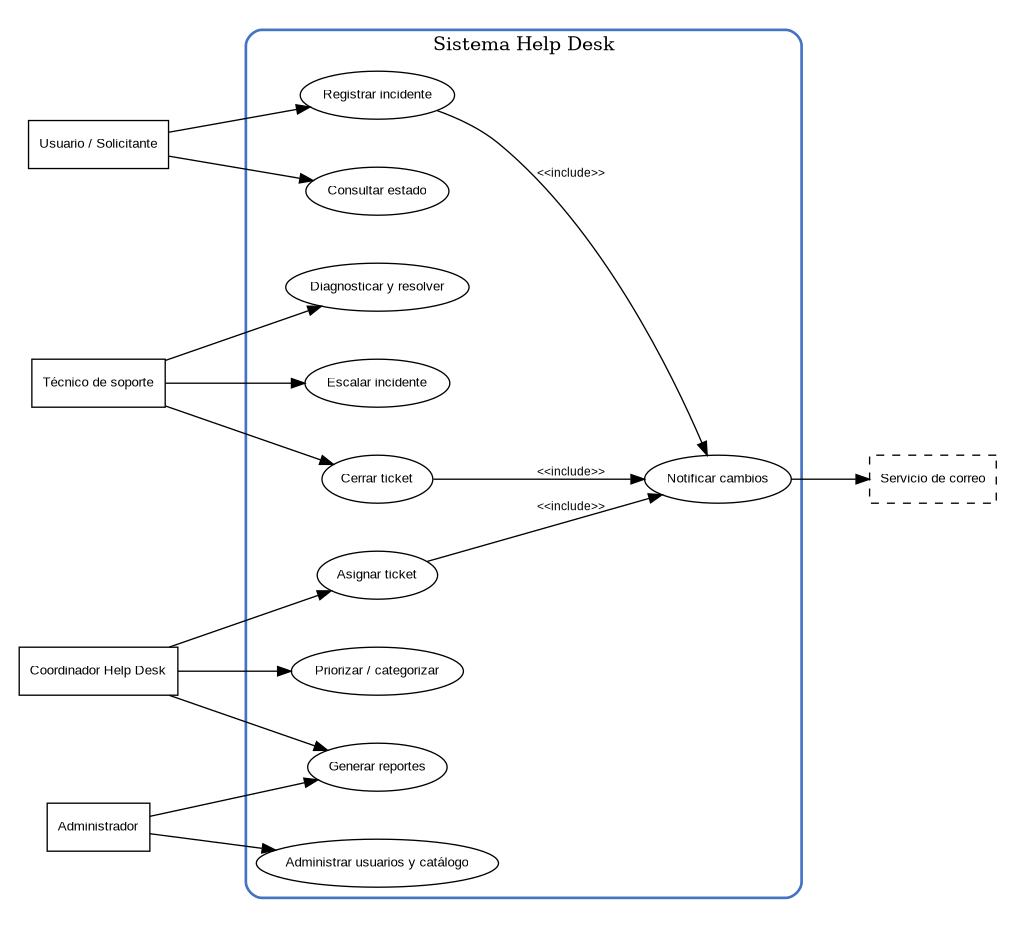 Sistema Help Desk
Registrar incidente
Usuario / Solicitante
<<include>>
Consultar estado
Diagnosticar y resolver
Técnico de soporte
Escalar incidente
<<include>>
Cerrar ticket
Notificar cambios
Servicio de correo
<<include>>
Asignar ticket
Coordinador Help Desk
Priorizar / categorizar
Generar reportes
Administrador
Administrar usuarios y catálogo